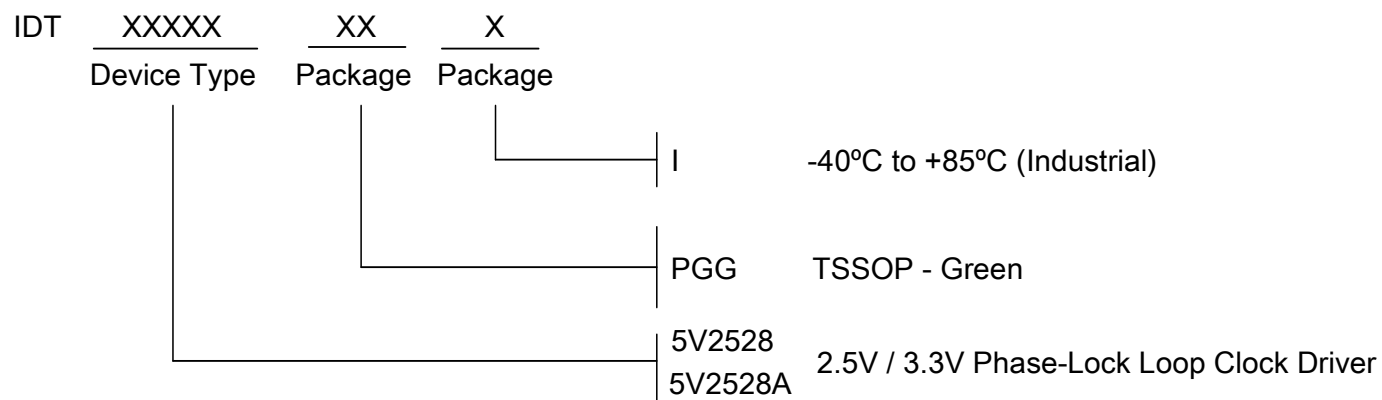 IDT XXXXX XX X
Device Type Package Package
I -40ºC to +85ºC (Industrial)
PGG TSSOP - Green
5V2528
5V2528A
2.5V / 3.3V Phase-Lock Loop Clock Driver